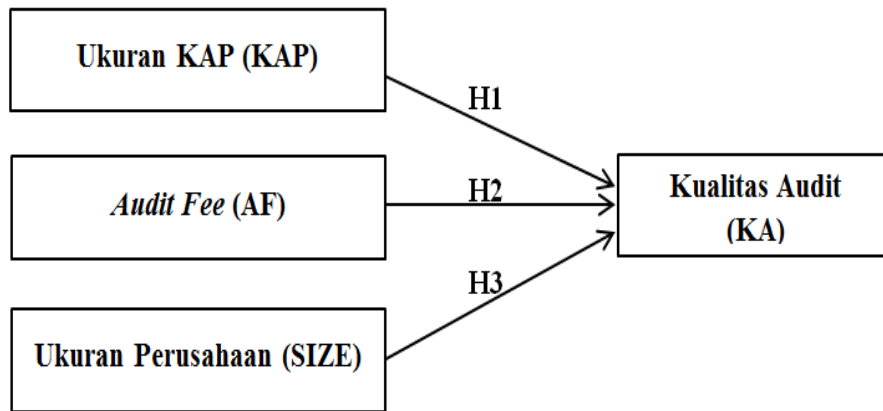 Ukuran KAP (KAP)
H1
Audit Fee (AF)
H2
Kualitas Audit
(KA)
H3
Ukuran Perusahaan (SIZE)